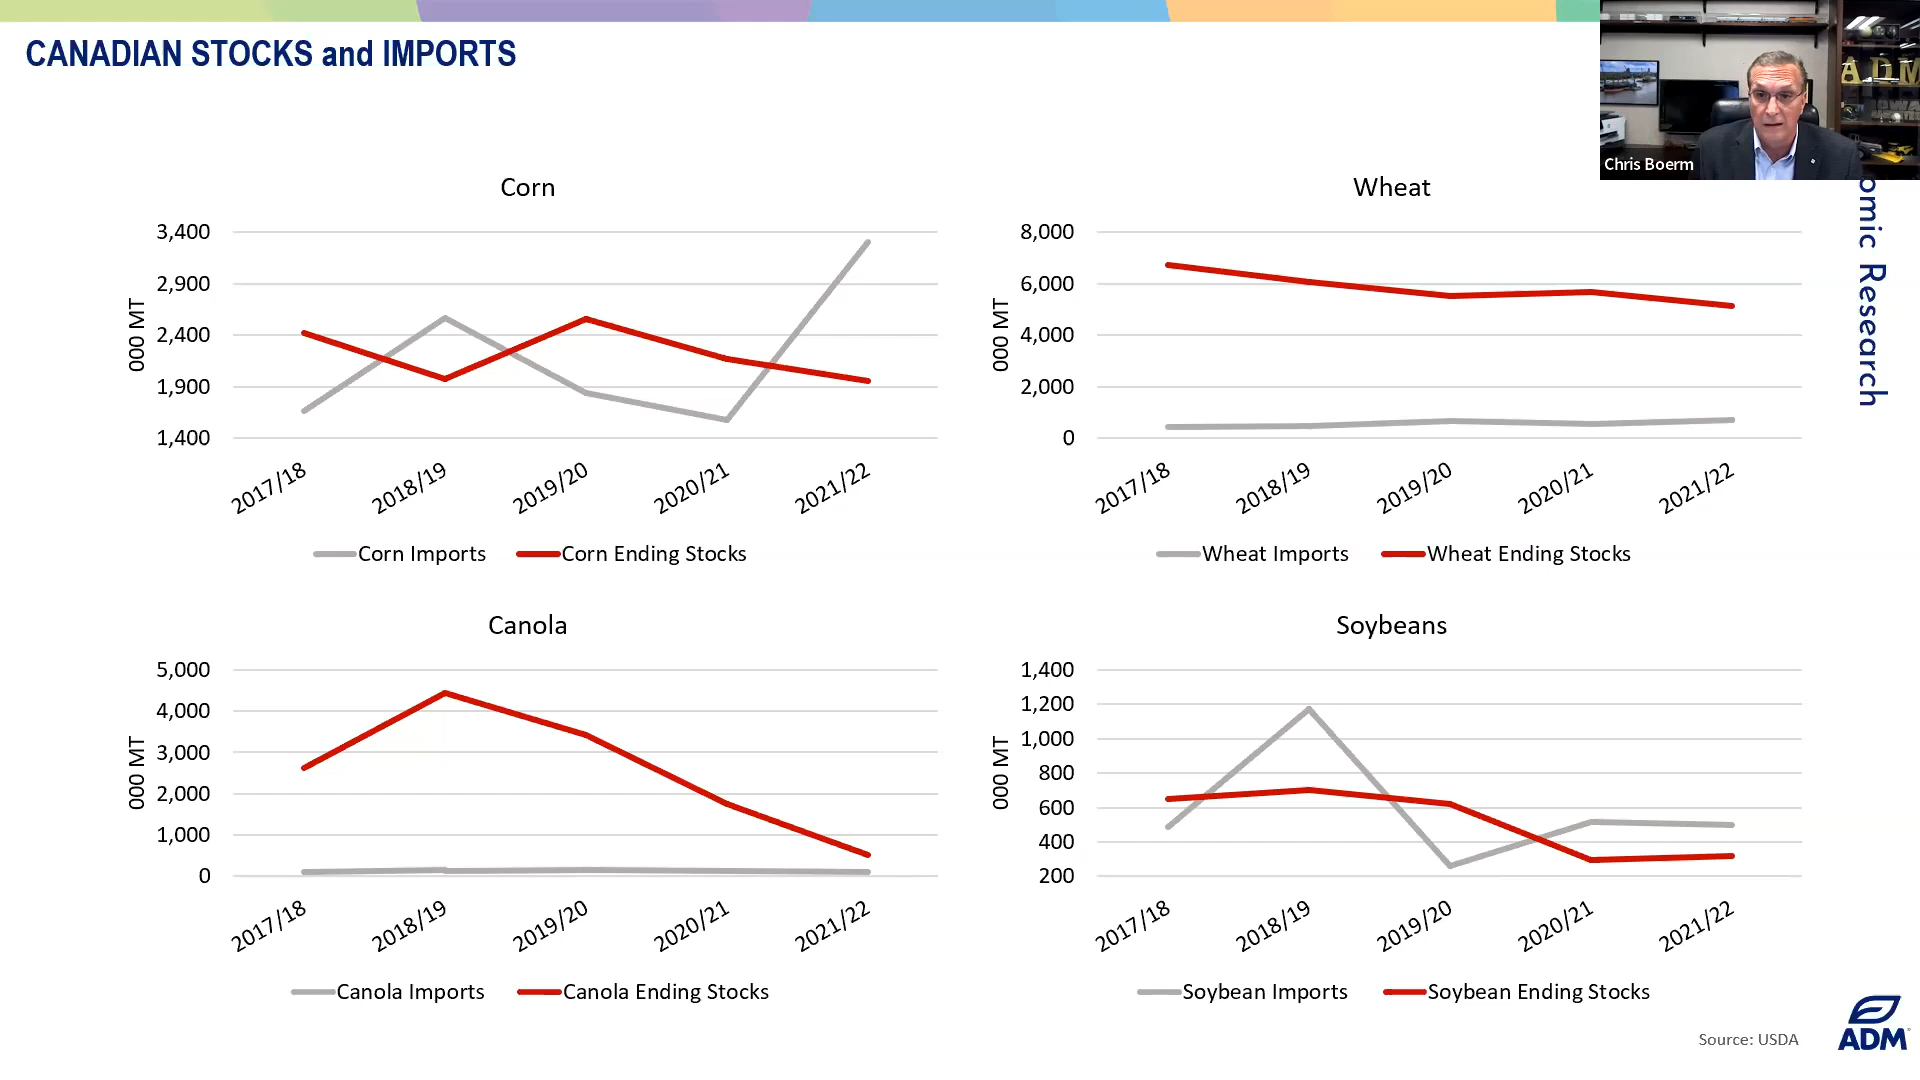 CANADIAN STOCKS and IMPORTS
ADM
Chris Boerm
omic Research
Corn
3,400
2,900
2,400
1,900
1,400
000 MT
2017/18
2018/19
2019/20
2020/21
2021/22
Corn Imports
Corn Ending Stocks
Wheat
8,000
6,000
4,000
2,000
0
000 MT
2017/18
2018/19
2019/20
2020/21
2021/22
Wheat Imports
Wheat Ending Stocks
Canola
5,000
4,000
3,000
2,000
1,000
0
000 MT
2017/18
2018/19
2019/20
2020/21
2021/22
Canola Imports
Canola Ending Stocks
Soybeans
1,400
1,200
1,000
800
600
400
200
000 MT
2017/18
2018/19
2019/20
2020/21
2021/22
Soybean Imports
Soybean Ending Stocks
Source: USDA
ADM